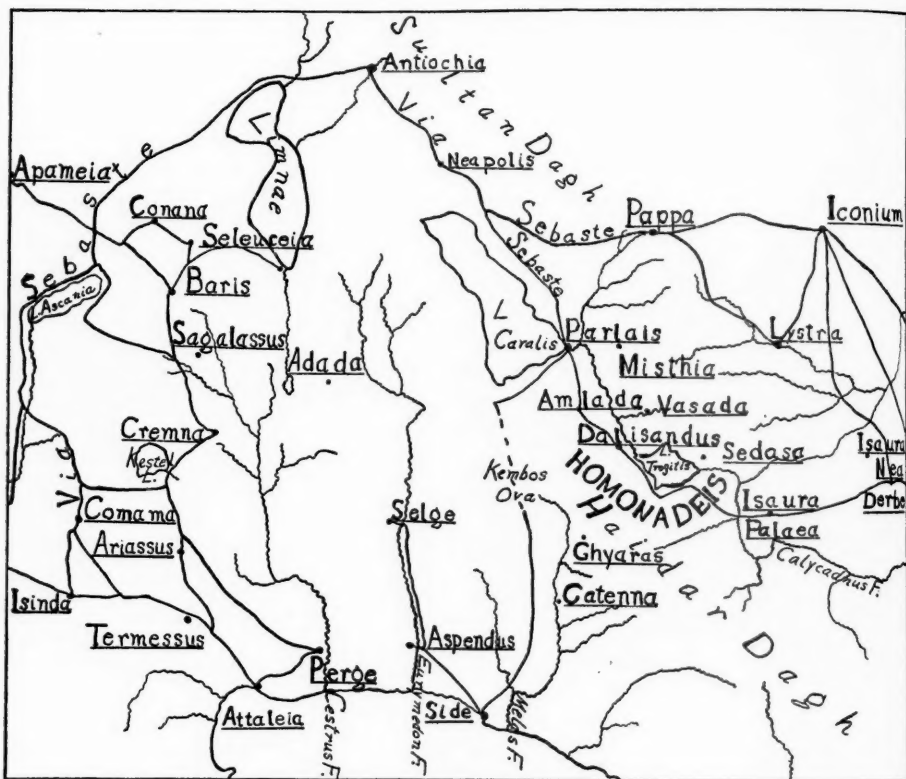 Sultan Dagh
Antiochia
Via
Limnae
Neapolis
Apameia
Conana
Sebaste
Pappa
Iconium
Seleuceia
Sebaste
Sebaste
Ascania
Baris
L. Caralis
Parlais
Lystra
Sagalassus
Misthia
Adada
Amlada
Vasada
Cremna
Dalisandus
Sedasa
Isaura Nea
Kestel L.
L. Trogitis
Via
Kembos Ova
HOMONADEIS
Derbe
Comama
Selge
Isaura Palaea
Ariassus
Ghyaras
Calycadnus F.
Isinda
Catenna
Haidar Dagh
Termessus
Aspendus
Perge
Attaleia
Cestrus F.
Eurymedon F.
Side
Melas F.